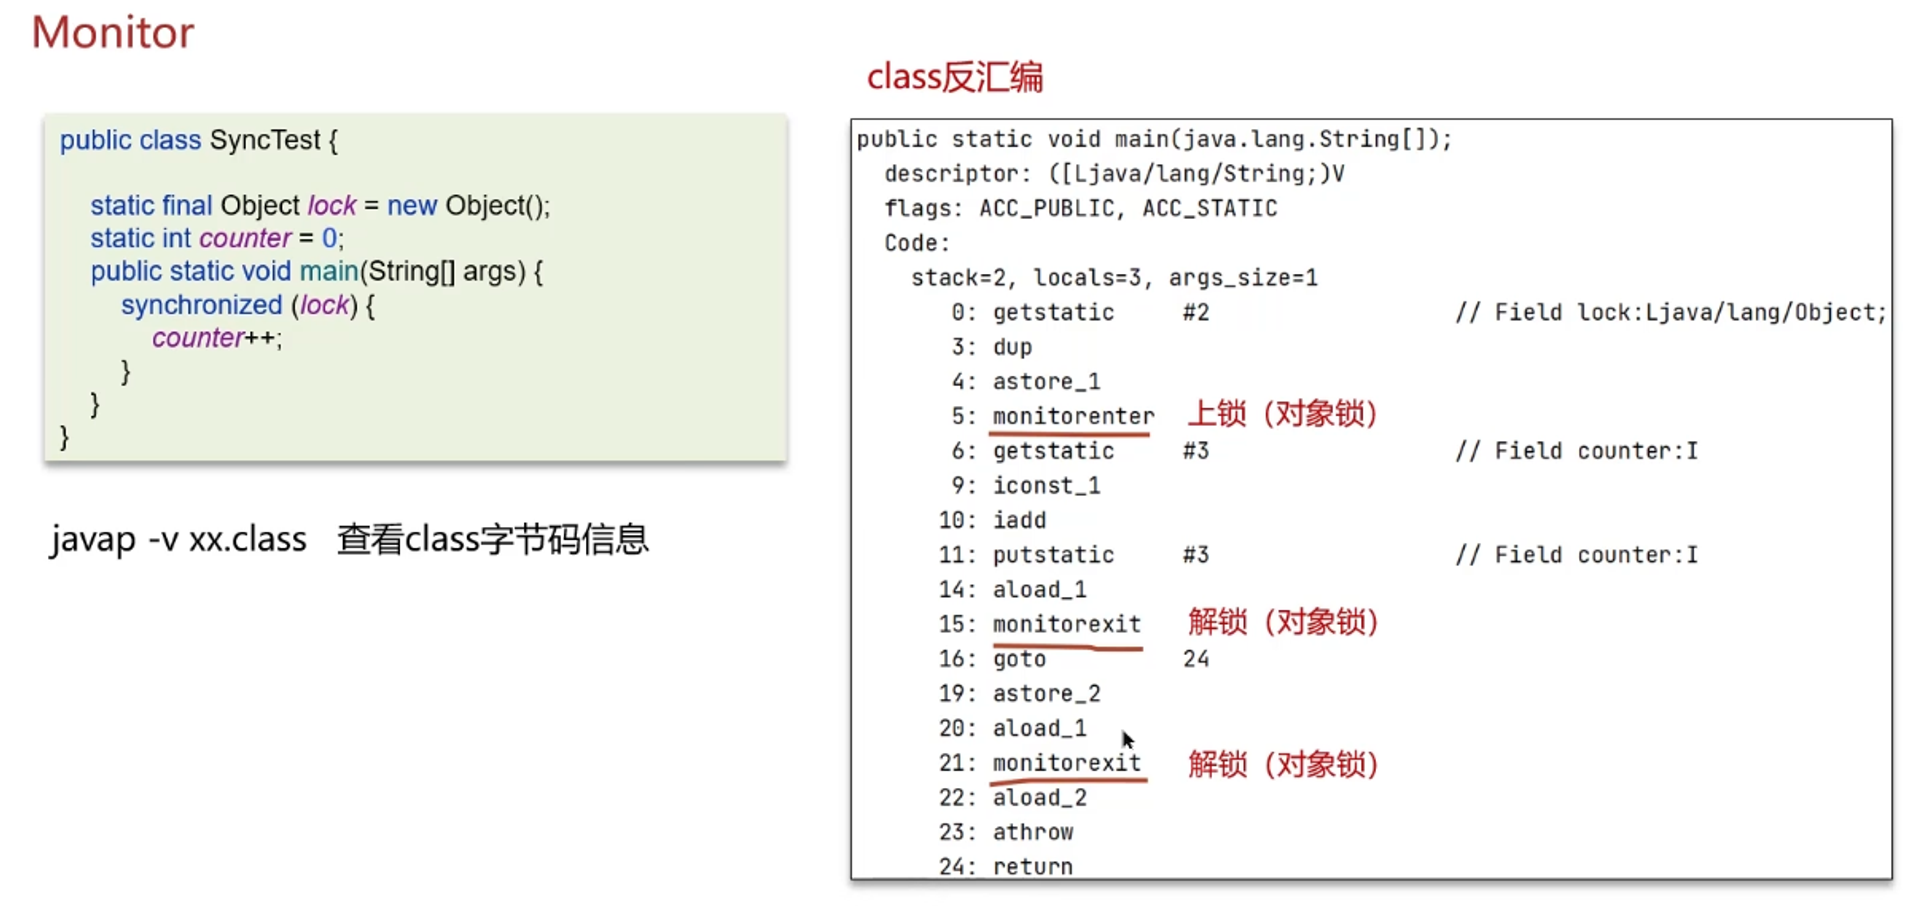 Monitor
public class SyncTest {
static final Object lock = new Object();
static int counter = 0;
public static void main(String[] args) {
synchronized (lock) {
counter++;
}
}
}
javap -v xx.class 查看class字节码信息
class反汇编
public static void main(java.lang.String[]);
descriptor: ([Ljava/lang/String;)V
flags: ACC_PUBLIC, ACC_STATIC
Code:
stack=2, locals=3, args_size=1
0: getstatic #2 // Field lock:Ljava/lang/Object;
3: dup
4: astore_1
5: monitorenter 上锁（对象锁）
6: getstatic #3 // Field counter:I
9: iconst_1
10: iadd
11: putstatic #3 // Field counter:I
14: aload_1
15: monitorexit 解锁（对象锁）
16: goto 24
19: astore_2
20: aload_1
21: monitorexit 解锁（对象锁）
22: aload_2
23: athrow
24: return